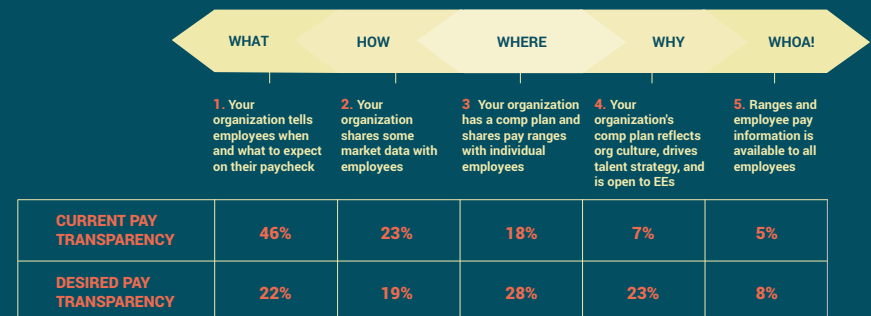 WHAT HOW WHERE WHY WHOA!
1. Your
organization tells
employees when
and what to expect
on their paycheck
2. Your
organization
shares some
market data with
employees
3 Your organization
has a comp plan and
shares pay ranges
with individual
employees
4. Your
organization's
comp plan reflects
org culture, drives
talent strategy, and
is open to EEs
5. Ranges and
employee pay
information is
available to all
employees
CURRENT PAY
TRANSPARENCY
46% 23% 18% 7% 5%
DESIRED PAY
TRANSPARENCY
22% 19% 28% 23% 8%